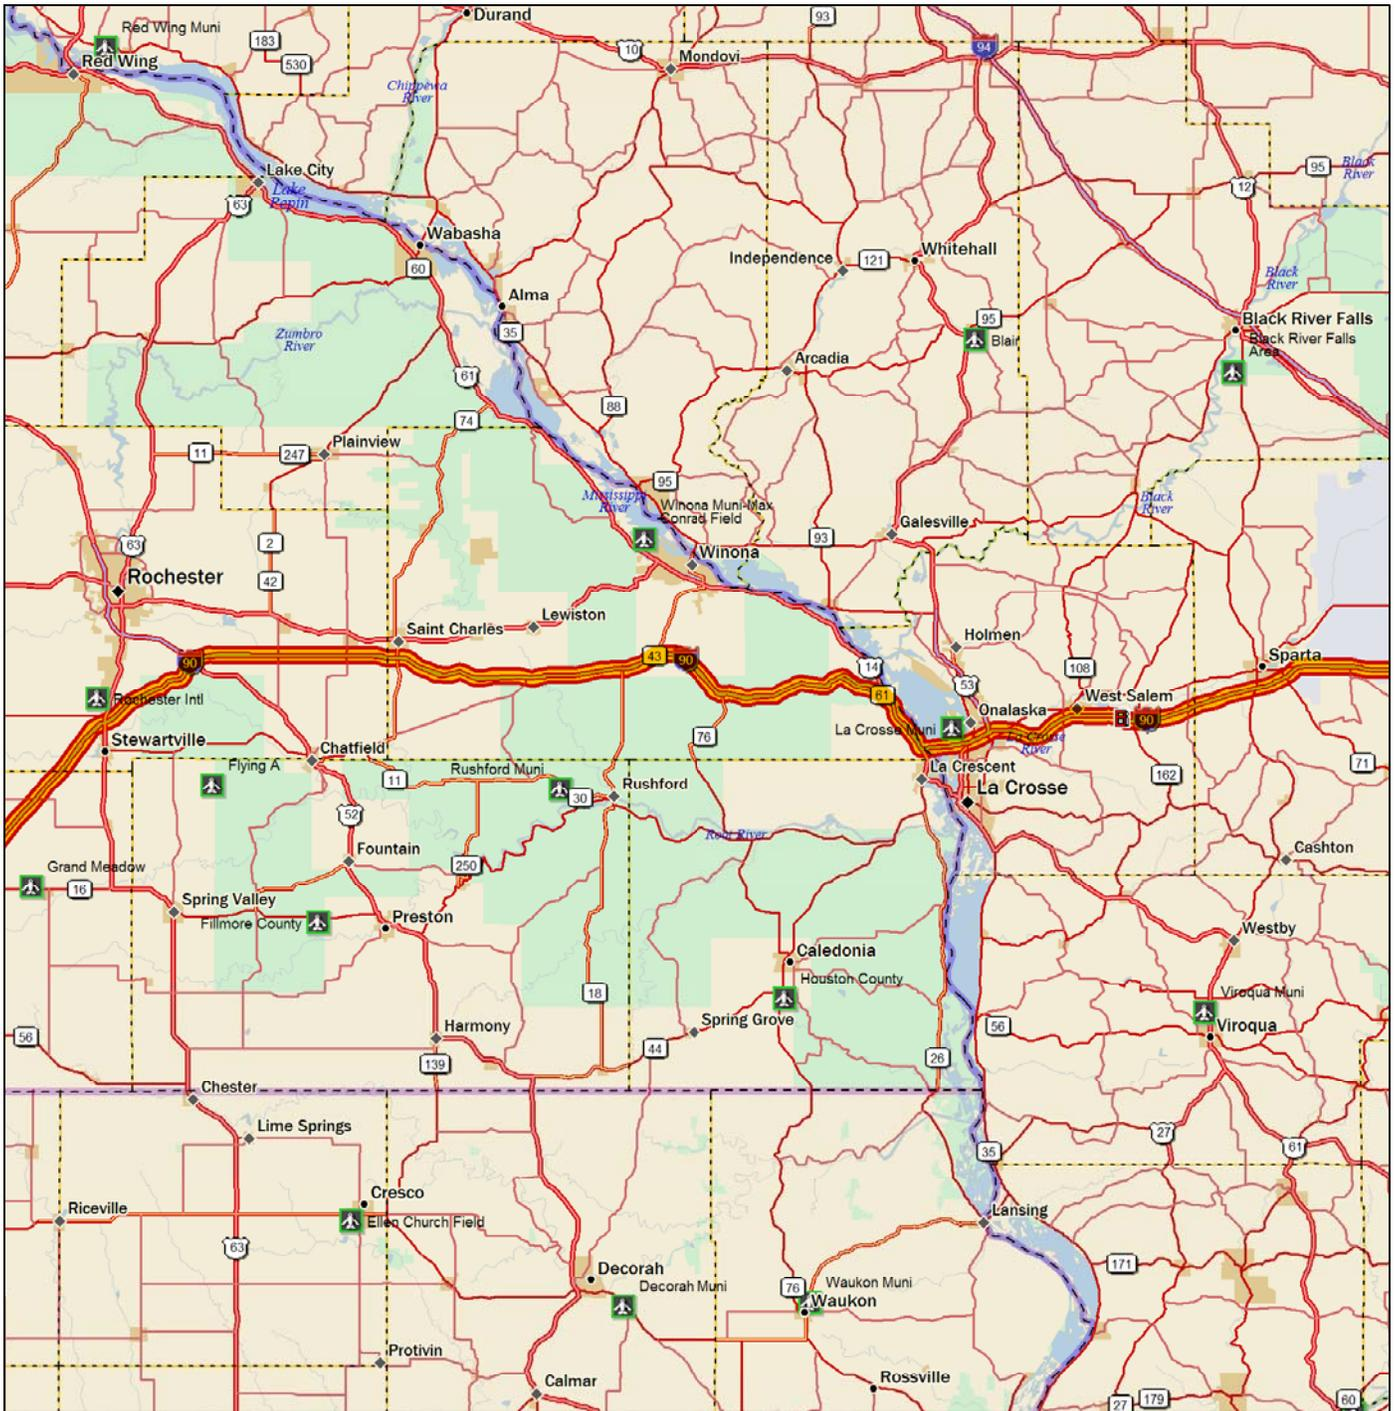 Durand
93
Red Wing Muni
183
10
94
Red Wing
530
Mondovi
Chippewa
River
95
Black
River
Lake City
12
Lake
Pepin
63
Wabasha
Whitehall
Independence
121
60
Black
River
Alma
95
Black River Falls
35
Zumbro
River
Blair
Black River Falls
Area
Arcadia
61
88
74
Plainview
11
247
95
Mississippi
River
Winona Muni-Max
Conrad Field
Black
River
Galesville
63
2
93
Winona
Rochester
42
Lewiston
Saint Charles
Holmen
90
43
90
14
108
Sparta
53
61
West Salem
Rochester Intl
Onalaska
B
90
La Crosse Muni
Stewartville
76
La Crosse
River
Chatfield
Flying A
Rushford Muni
La Crescent
162
71
11
30
Rushford
La Crosse
52
Root River
Fountain
Cashton
Grand Meadow
250
16
Spring Valley
Fillmore County
Preston
Westby
Caledonia
Houston County
18
Viroqua Muni
56
Harmony
Spring Grove
56
Viroqua
139
44
26
Chester
Lime Springs
27
61
35
Cresco
Riceville
Ellen Church Field
Lansing
63
Decorah
171
Decorah Muni
76
Waukon Muni
Waukon
Protivin
Calmar
Rossville
27
179
60